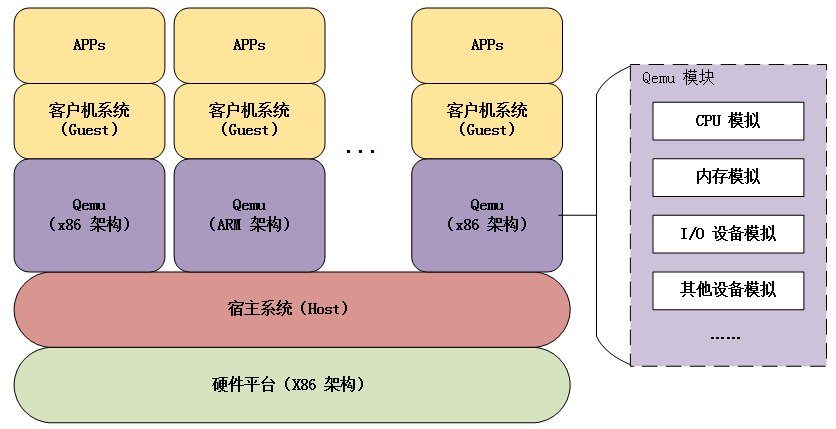 APPs
APPs
APPs
客户机系统
(Guest)
客户机系统
(Guest)
客户机系统
(Guest)
...
Qemu
(x86 架构)
Qemu
(ARM 架构)
Qemu
(x86 架构)
宿主系统(Host)
硬件平台(X86 架构)
Qemu 模块
CPU 模拟
内存模拟
I/O 设备模拟
其他设备模拟
……